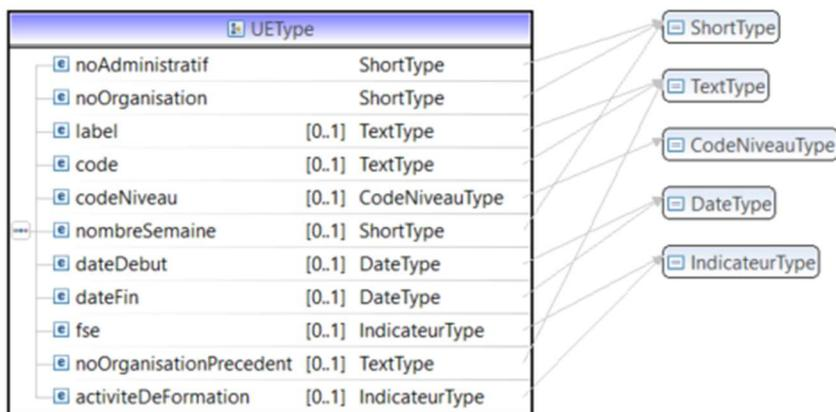 UEType
noAdministratif ShortType
noOrganisation ShortType
label [0..1] TextType
code [0..1] TextType
codeNiveau [0..1] CodeNiveauType
nombreSemaine [0..1] ShortType
dateDebut [0..1] DateType
dateFin [0..1] DateType
fse [0..1] IndicateurType
noOrganisationPrecedent [0..1] TextType
activiteDeFormation [0..1] IndicateurType
ShortType
TextType
CodeNiveauType
DateType
IndicateurType